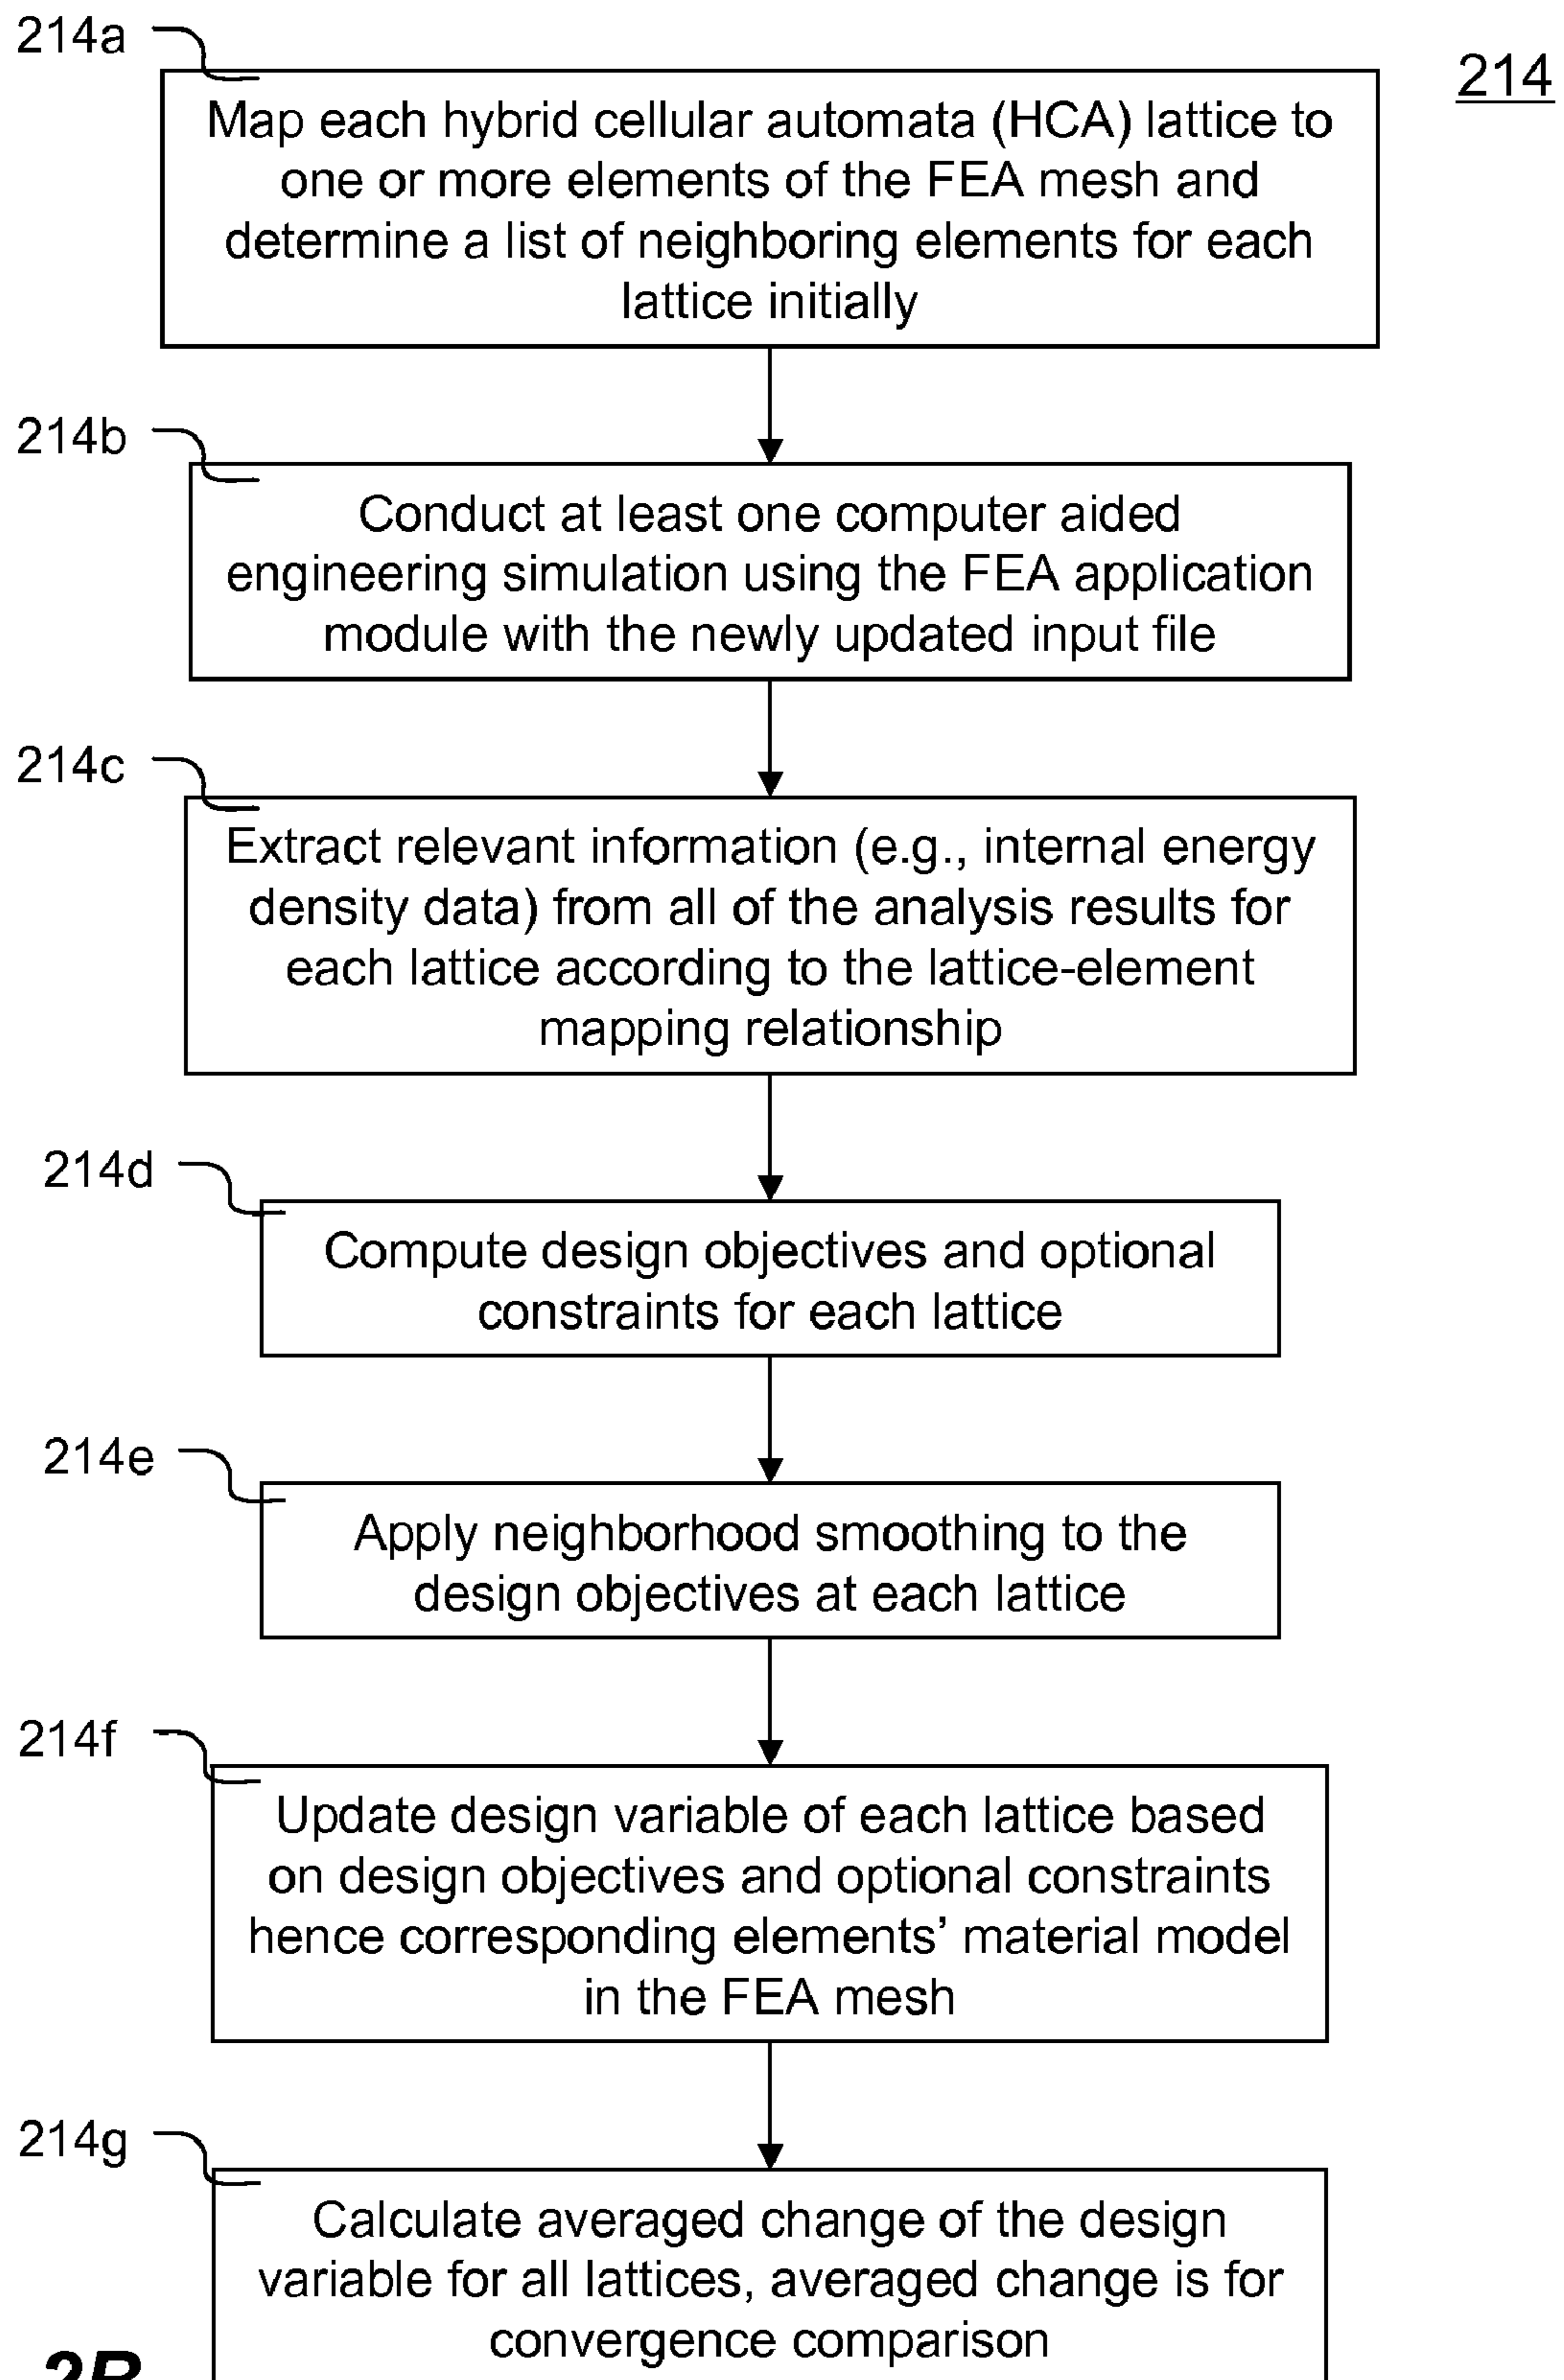 214a
214
Map each hybrid cellular automata (HCA) lattice to
one or more elements of the FEA mesh and
determine a list of neighboring elements for each
lattice initially
214b
Conduct at least one computer aided
engineering simulation using the FEA application
module with the newly updated input file
214c
Extract relevant information (e.g., internal energy
density data) from all of the analysis results for
each lattice according to the lattice-element
mapping relationship
214d
Compute design objectives and optional
constraints for each lattice
214e
Apply neighborhood smoothing to the
design objectives at each lattice
214f
Update design variable of each lattice based
on design objectives and optional constraints
hence corresponding elements’ material model
in the FEA mesh
214g
Calculate averaged change of the design
variable for all lattices, averaged change is for
convergence comparison
2B